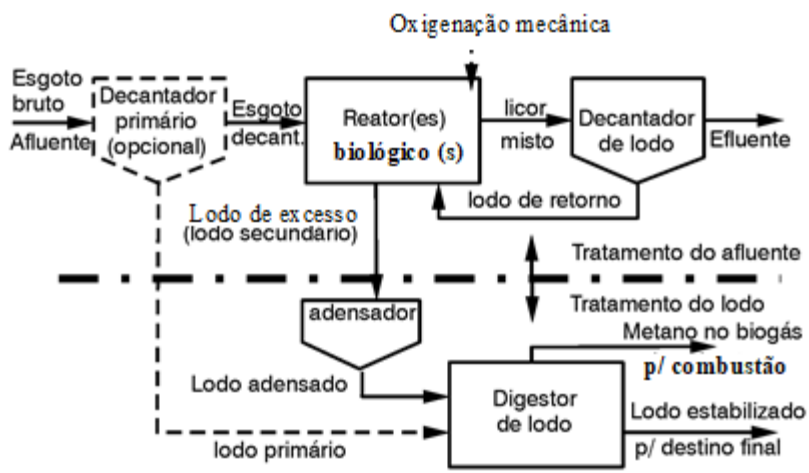 Oxigenação mecânica
Esgoto
bruto
Afluente
Decantador
primário
(opcional)
Esgoto
decant.
Reator(es)
biológico (s)
licor
misto
Decantador
de lodo
Efluente
lodo de retorno
Lodo de excesso
(lodo secundário)
Tratamento do afluente
Tratamento do lodo
adensador
Metano no biogás
p/ combustão
Lodo adensado
Digestor
de lodo
Lodo estabilizado
p/ destino final
lodo primário